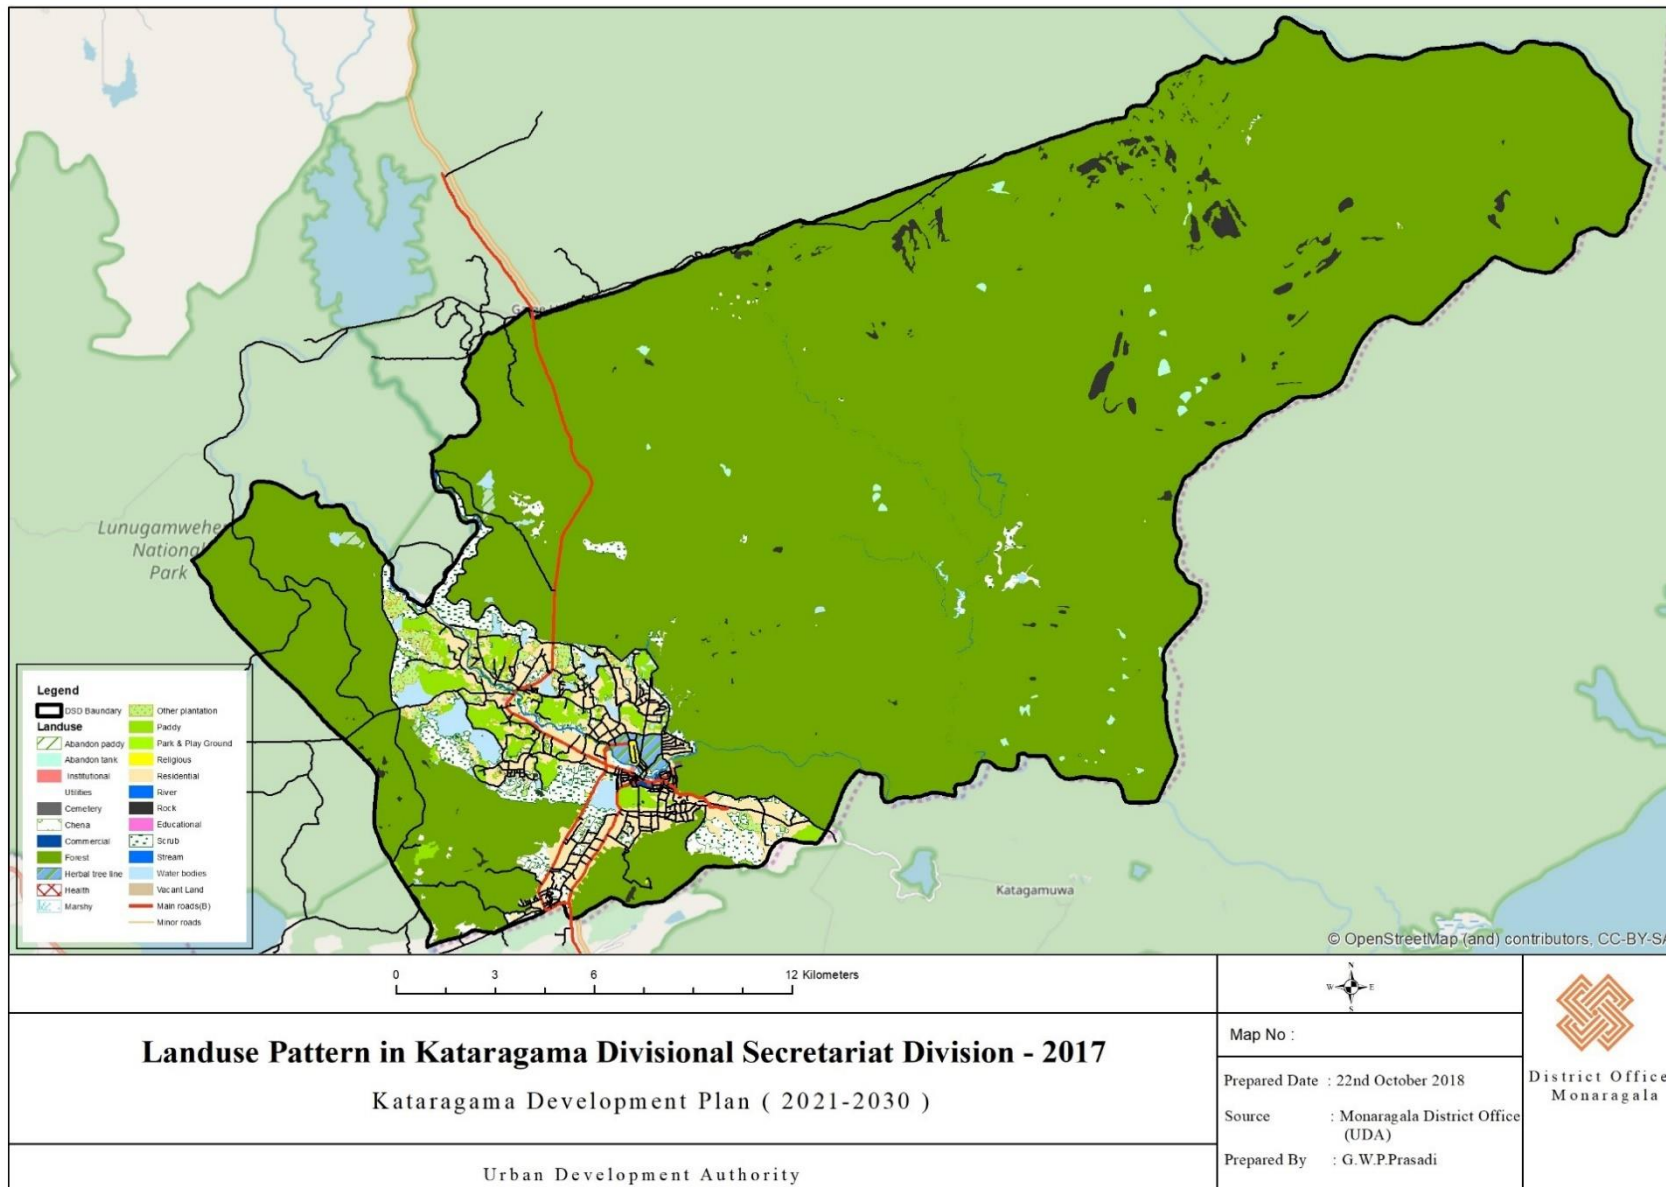 Lunugamwehe
National
Park
Katagamuwa
© OpenStreetMap (and) contributors, CC-BY-SA
Legend
DSD Baundary
Landuse
Abandon paddy
Abandon tank
Institutional
Utilities
Cemetery
Chena
Commercial
Forest
Herbal tree line
Health
Marshy
Other plantation
Paddy
Park & Play Ground
Religious
Residential
River
Rock
Educational
Scrub
Stream
Water bodies
Vacant Land
Main roads(B)
Minor roads
0 3 6 12 Kilometers
Landuse Pattern in Kataragama Divisional Secretariat Division - 2017
Kataragama Development Plan ( 2021-2030 )
Urban Development Authority
N
W E
S
Map No :
Prepared Date : 22nd October 2018
Source : Monaragala District Office
(UDA)
Prepared By : G.W.P.Prasadi
District Office
Monaragala